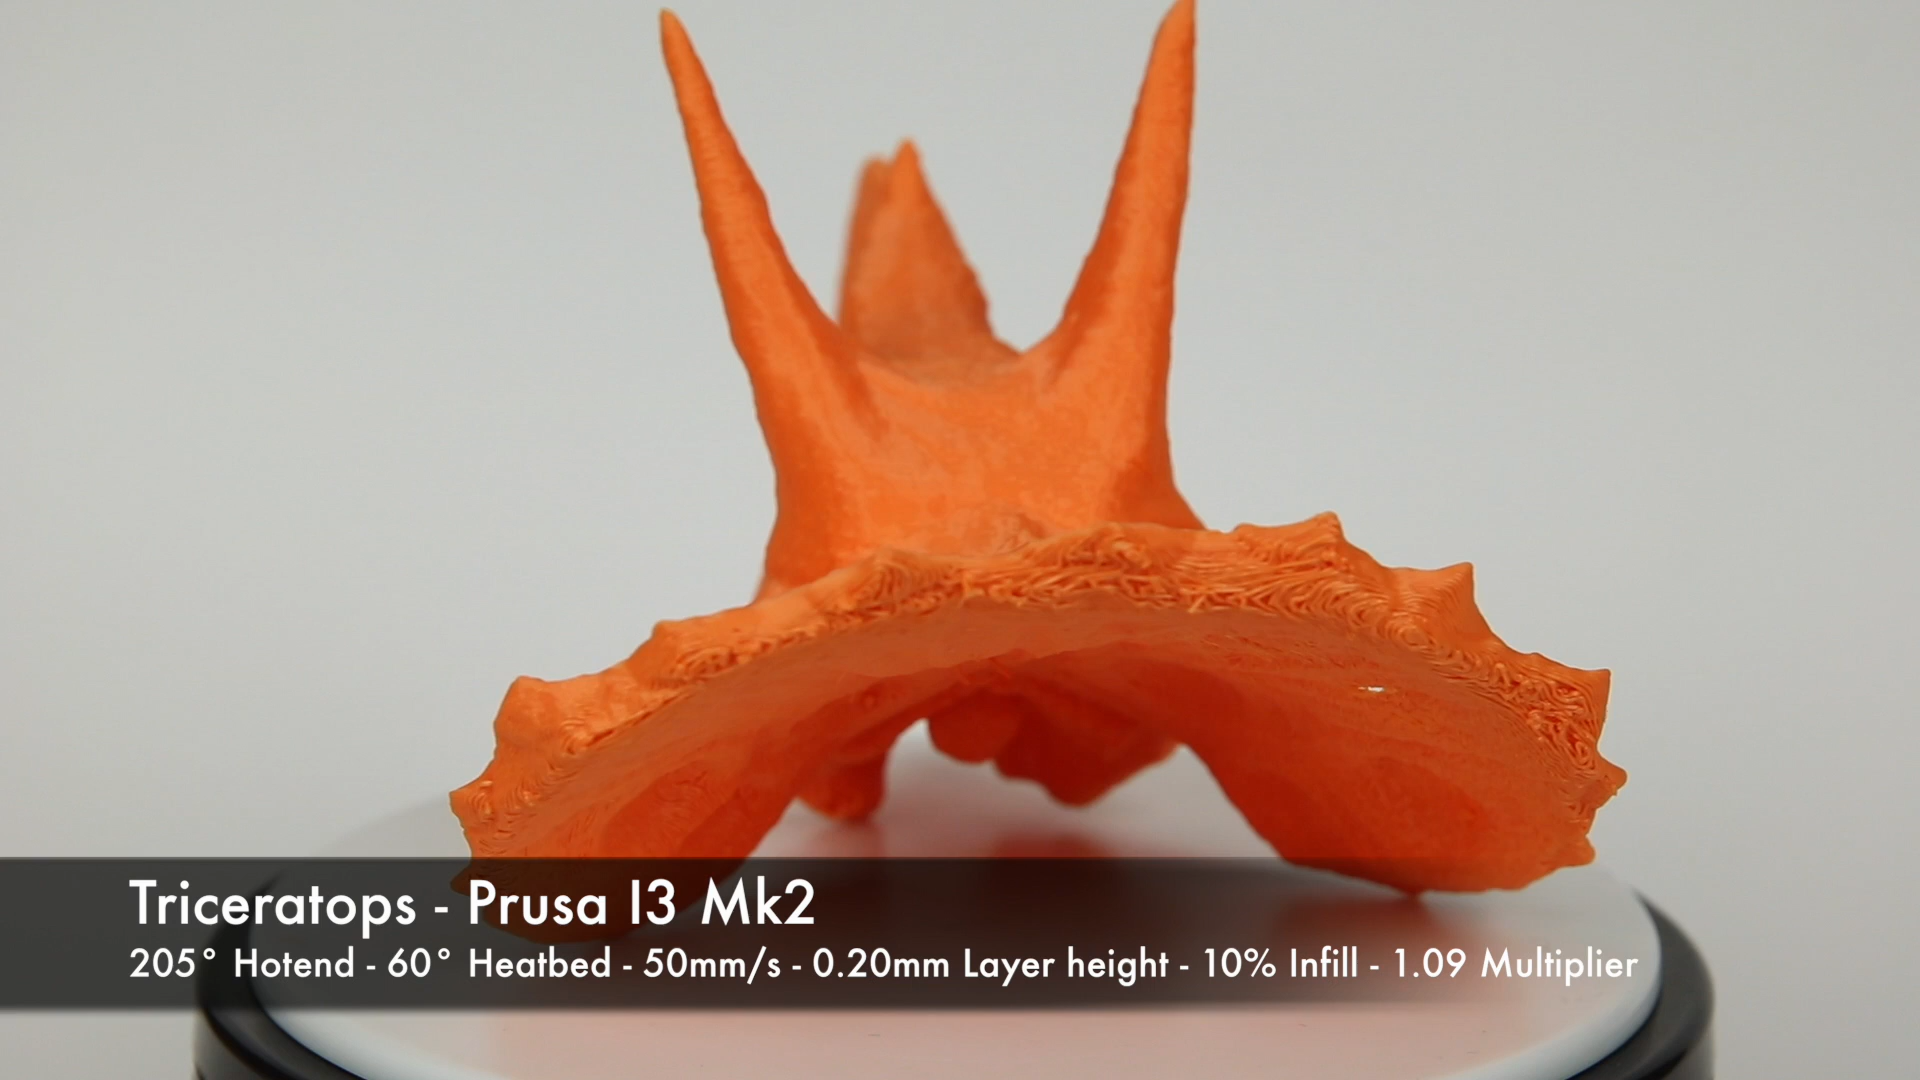 Triceratops - Prusa I3 Mk2
205° Hotend - 60° Heatbed - 50mm/s - 0.20mm Layer height - 10% Infill - 1.09 Multiplier